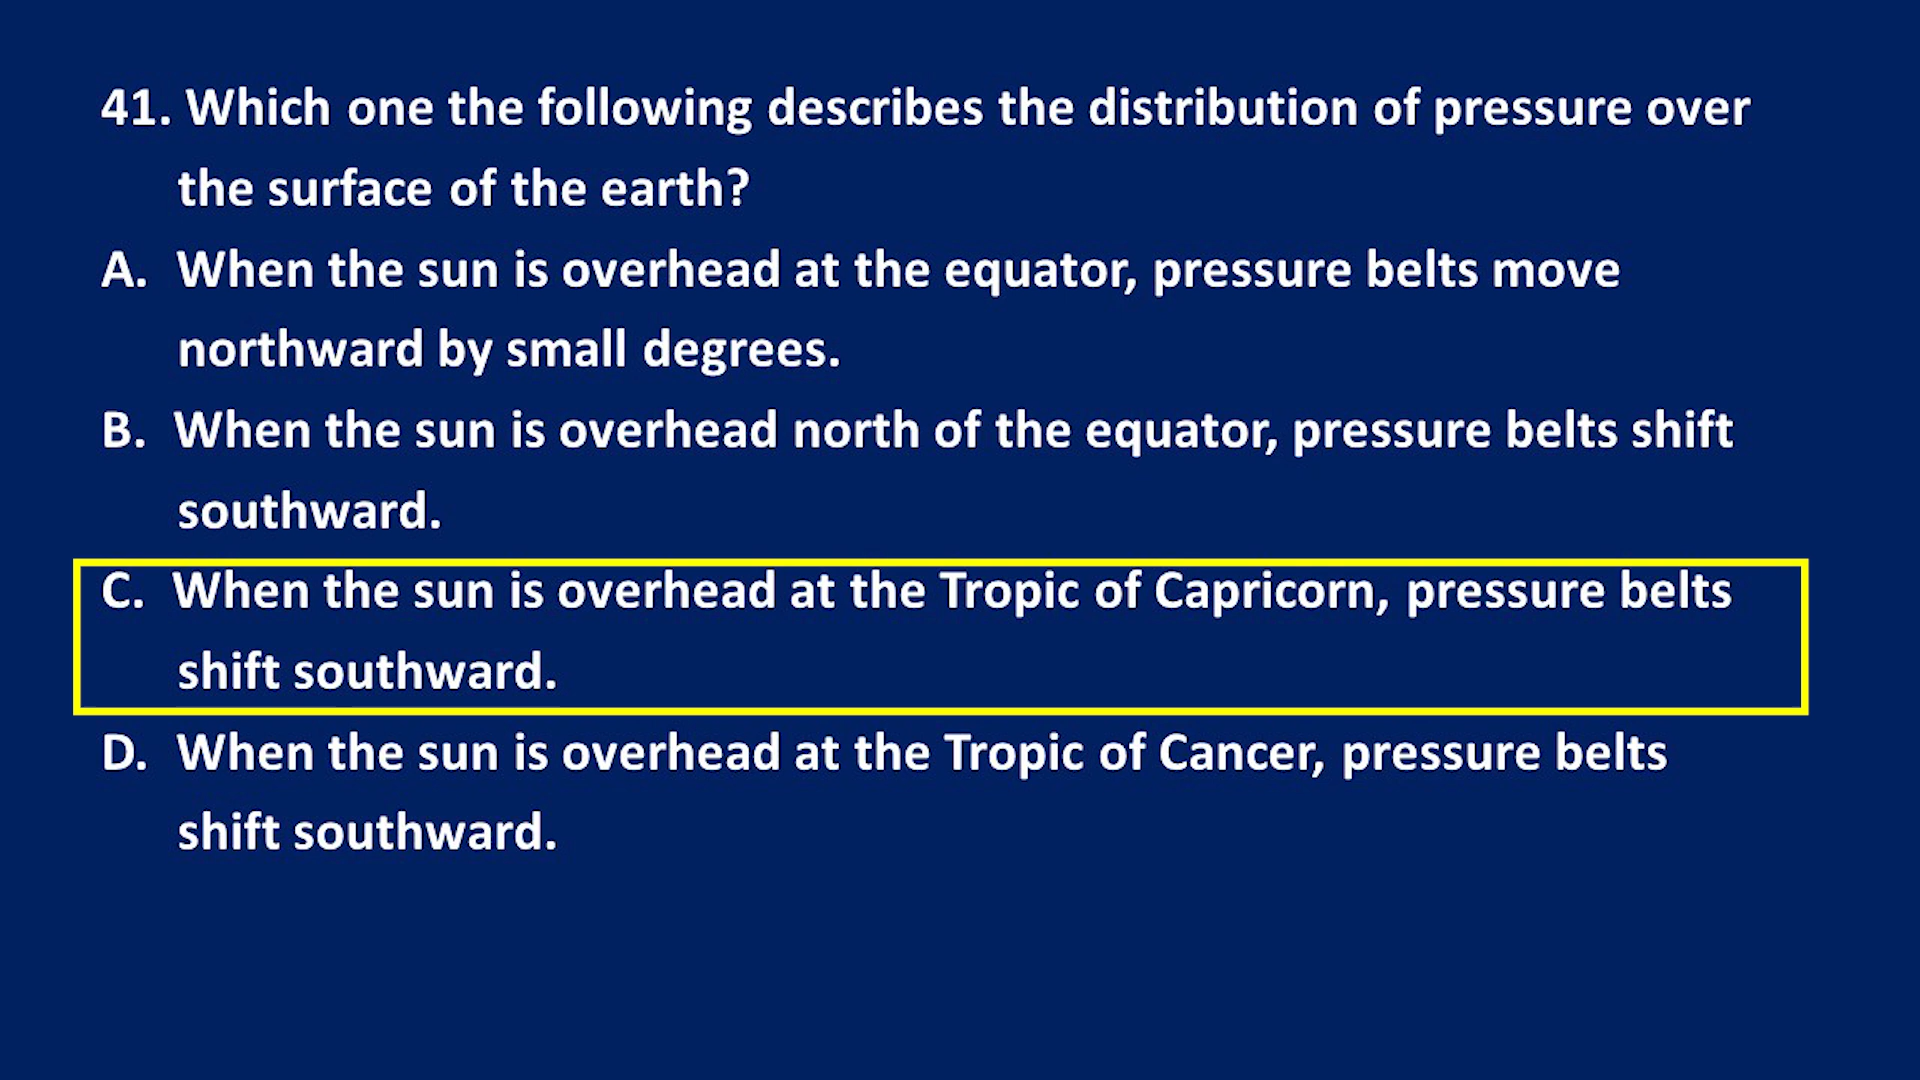 41. Which one the following describes the distribution of pressure over
the surface of the earth?
A. When the sun is overhead at the equator, pressure belts move
northward by small degrees.
B. When the sun is overhead north of the equator, pressure belts shift
southward.
C. When the sun is overhead at the Tropic of Capricorn, pressure belts
shift southward.
D. When the sun is overhead at the Tropic of Cancer, pressure belts
shift southward.